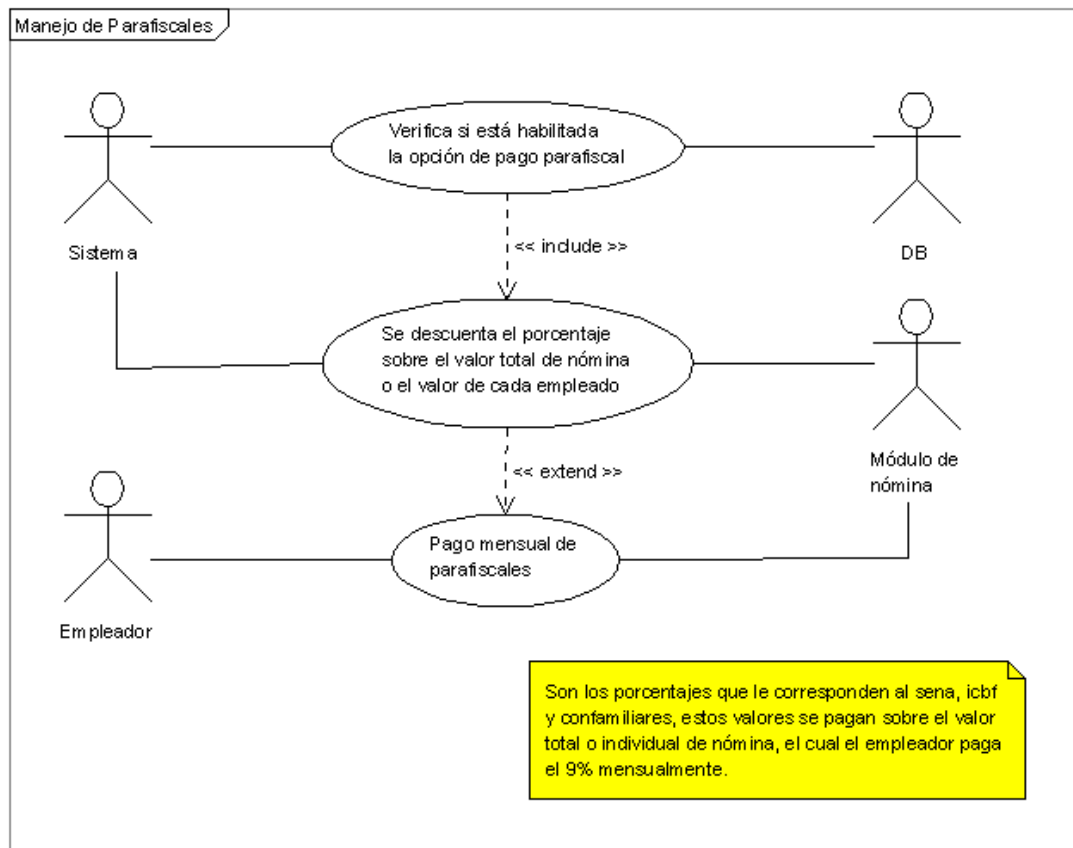 Manejo de Parafiscales
Verifica si está habilitada
la opción de pago parafiscal
Sistema
<< include >>
DB
Se descuenta el porcentaje
sobre el valor total de nómina
o el valor de cada empleado
<< extend >>
Módulo de
nómina
Pago mensual de
parafiscales
Empleador
Son los porcentajes que le corresponden al sena, icbf
y confamiliares, estos valores se pagan sobre el valor
total o individual de nómina, el cual el empleador paga
el 9% mensualmente.